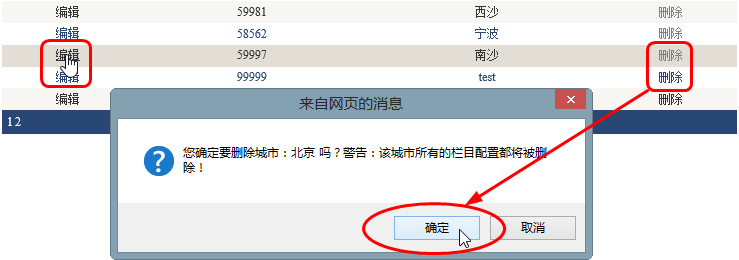 编辑 59981 西沙 删除
编辑 58562 宁波 删除
编辑 59997 南沙 删除
编辑 99999 test 删除
编辑 删除
1 2
来自网页的消息
您确定要删除城市：北京 吗？警告：该城市所有的栏目配置都将被删
除！
确定 取消